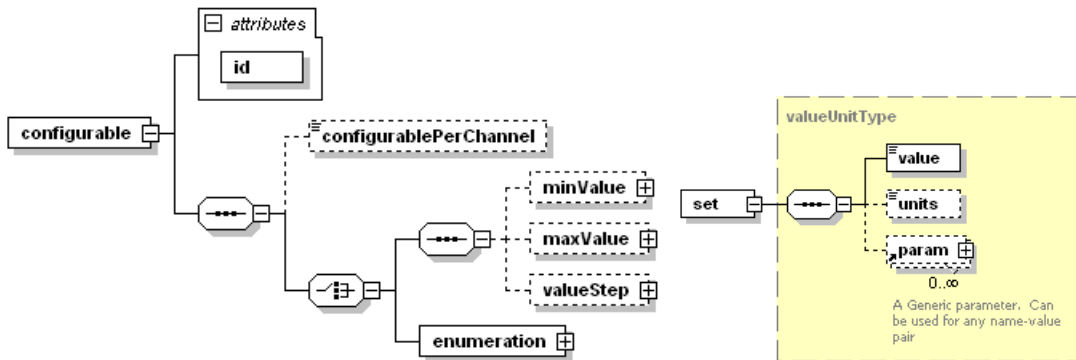 attributes
id
configurable
configurablePerChannel
minValue
maxValue
valueStep
enumeration
set
valueUnitType
value
units
param
0..∞
A Generic parameter. Can
be used for any name-value
pair